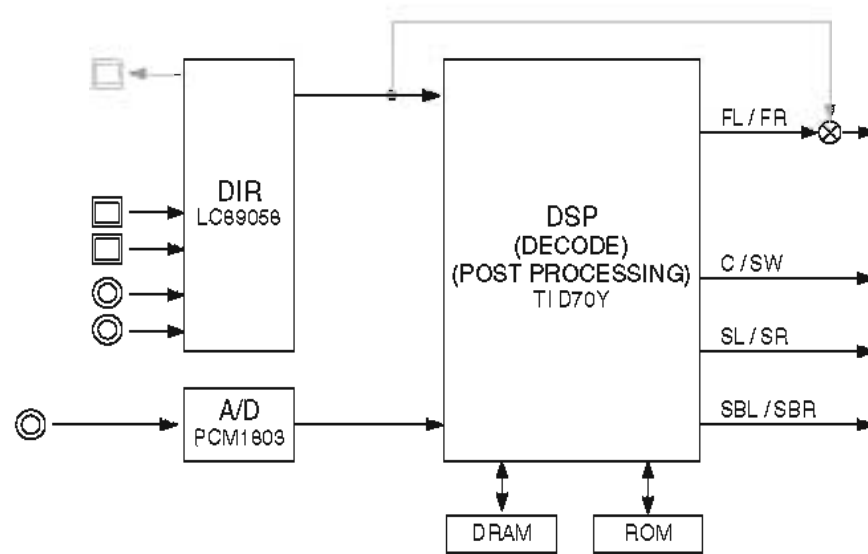 FL / FR
DIR
LC89056
DSP
(DECODE)
(POST PROCESSING)
TI D70Y
C / SW
SL / SR
A/D
PCM1803
SBL / SBR
DRAM
ROM